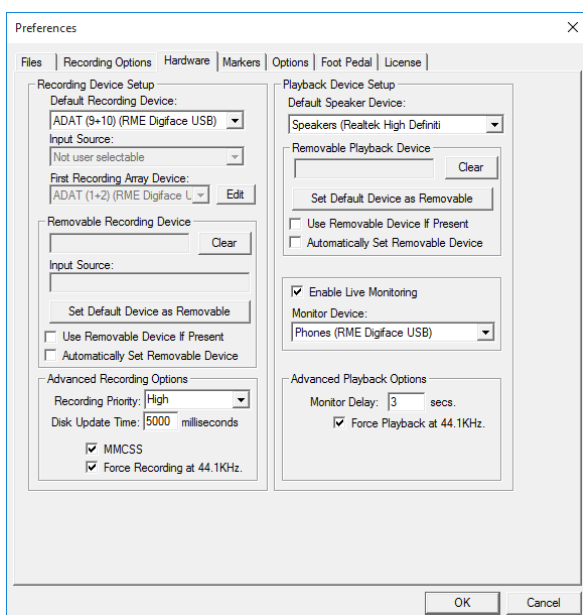 Preferences
Files Recording Options Hardware Markers Options Foot Pedal License
Recording Device Setup
Default Recording Device:
ADAT (9+10) (RME Digiface USB)
Input Source:
Not user selectable
First Recording Array Device:
ADAT (1+2) (RME Digiface L Edit
Removable Recording Device
Clear
Input Source:
Set Default Device as Removable
Use Removable Device If Present
Automatically Set Removable Device
Advanced Recording Options
Recording Priority: High
Disk Update Time: 5000 milliseconds
MMCSS
Force Recording at 44.1KHz.
Playback Device Setup
Default Speaker Device:
Speakers (Realtek High Definiti
Removable Playback Device
Clear
Set Default Device as Removable
Use Removable Device If Present
Automatically Set Removable Device
Enable Live Monitoring
Monitor Device:
Phones (RME Digiface USB)
Advanced Playback Options
Monitor Delay: 3 secs.
Force Playback at 44.1KHz.
OK Cancel